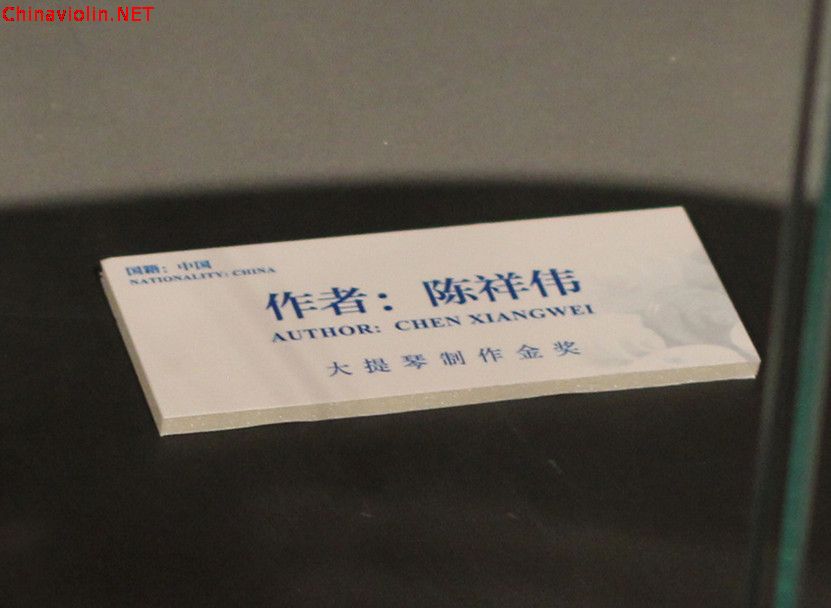 Chinaviolin.NET
国籍：中国
NATIONALITY: CHINA
作者：陈祥伟
AUTHOR: CHEN XIANGWEI
大提琴制作金奖